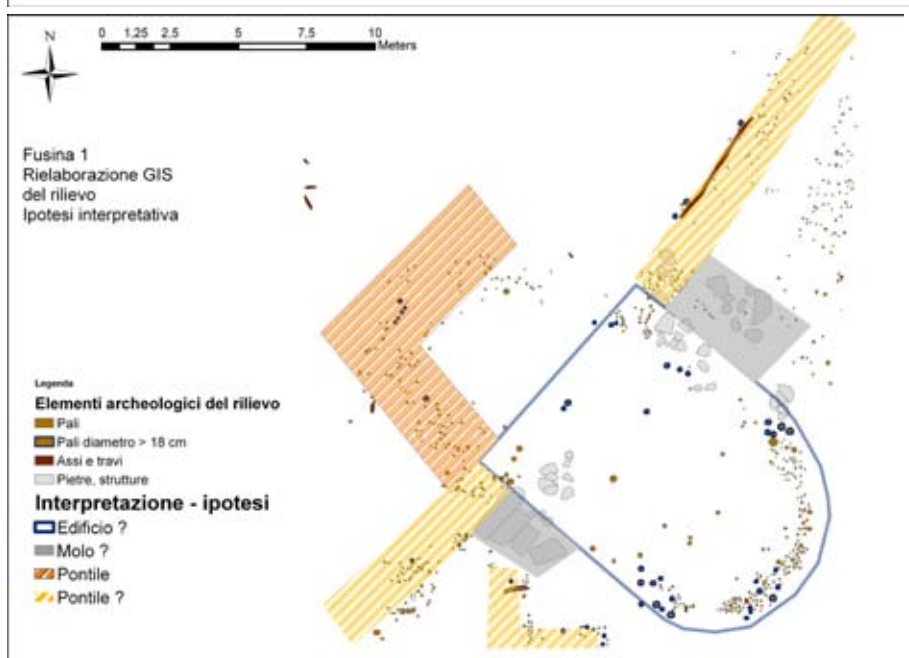 N
0 1,25 2,5 5 7,5 10
Meters
Fusina 1
Rielaborazione GIS
del rilievo
Ipotesi interpretativa
Legenda
Elementi archeologici del rilievo
Pali
Pali diametro > 18 cm
Assi e travi
Pietre, strutture
Interpretazione - ipotesi
Edificio ?
Molo ?
Pontile
Pontile ?